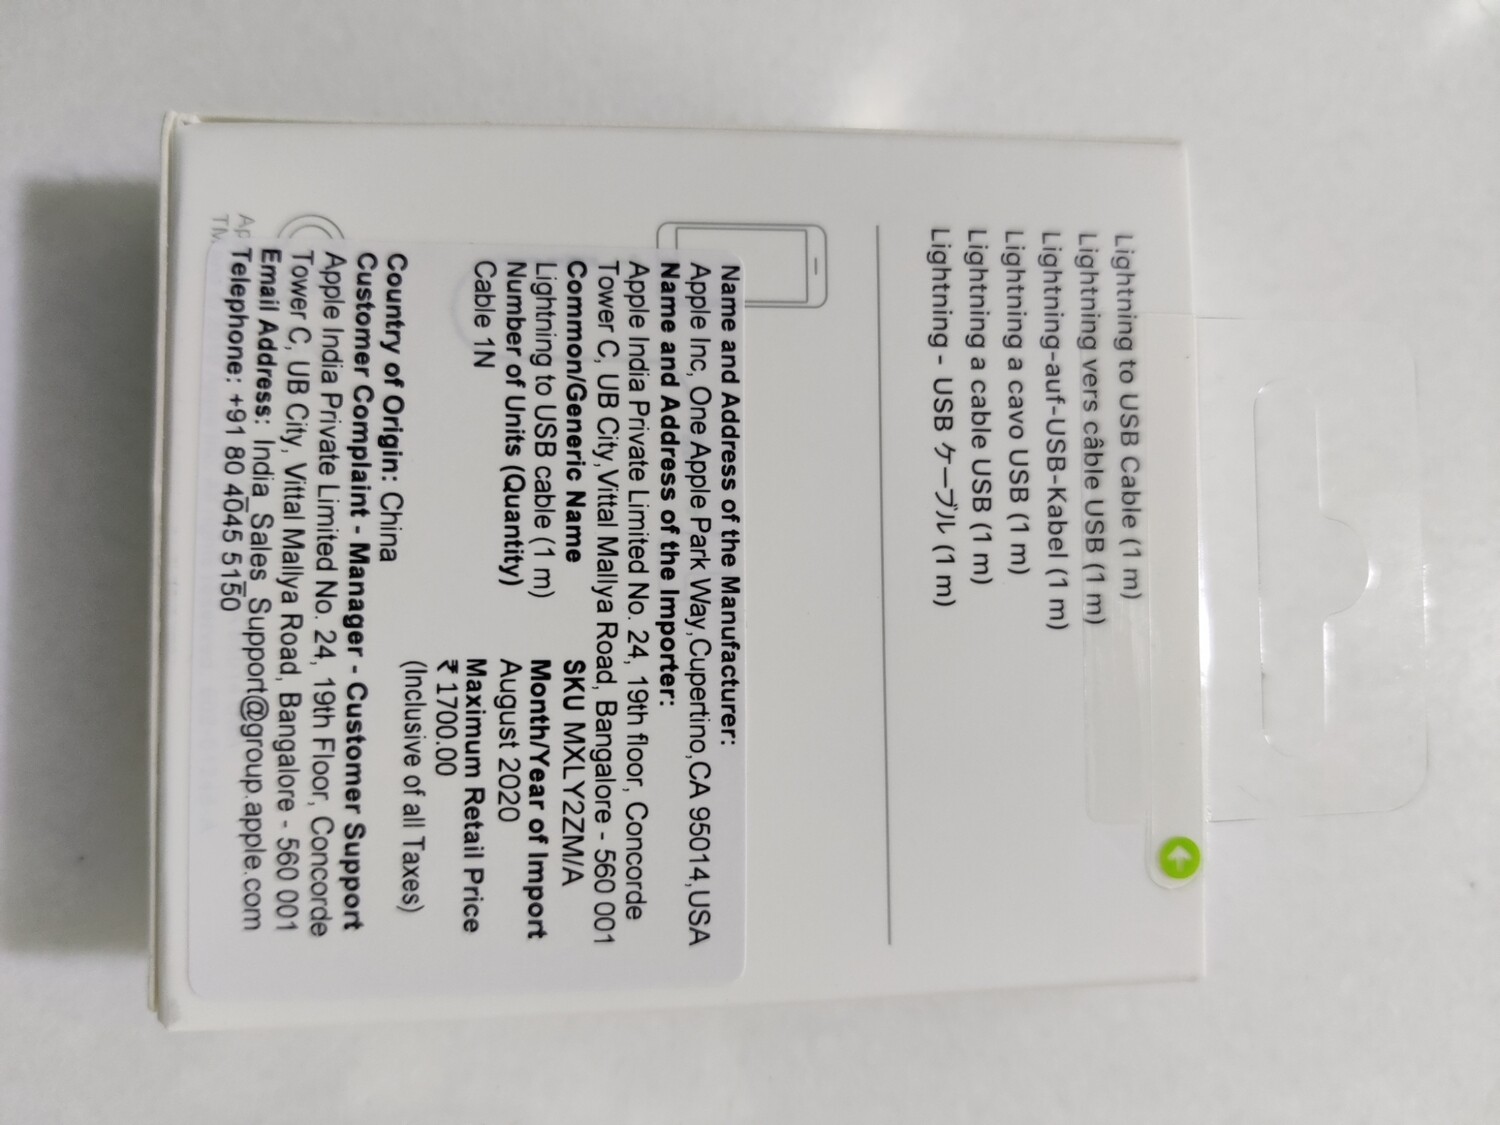 Lightning to USB Cable (1 m)
Lightning vers câble USB (1 m)
Lightning-auf-USB-Kabel (1 m)
Lightning a cavo USB (1 m)
Lightning a cable USB (1 m)
Lightning - USB ケーブル (1 m)
Name and Address of the Manufacturer:
Apple Inc, One Apple Park Way,Cupertino,CA 95014,USA
Name and Address of the Importer:
Apple India Private Limited No. 24, 19th floor, Concorde
Tower C, UB City,Vittal Mallya Road, Bangalore - 560 001
Common/Generic Name
Lightning to USB cable (1 m)
Number of Units (Quantity)
Cable 1N
SKU MXLY2ZM/A
Month/Year of Import
August 2020
Maximum Retail Price
₹ 1700.00
(Inclusive of all Taxes)
Country of Origin: China
Customer Complaint - Manager - Customer Support
Apple India Private Limited No. 24, 19th Floor, Concorde
Tower C, UB City, Vittal Mallya Road, Bangalore - 560 001
Email Address: India_Sales_Support@group.apple.com
Telephone: +91 80 4045 5150
Ap
TM